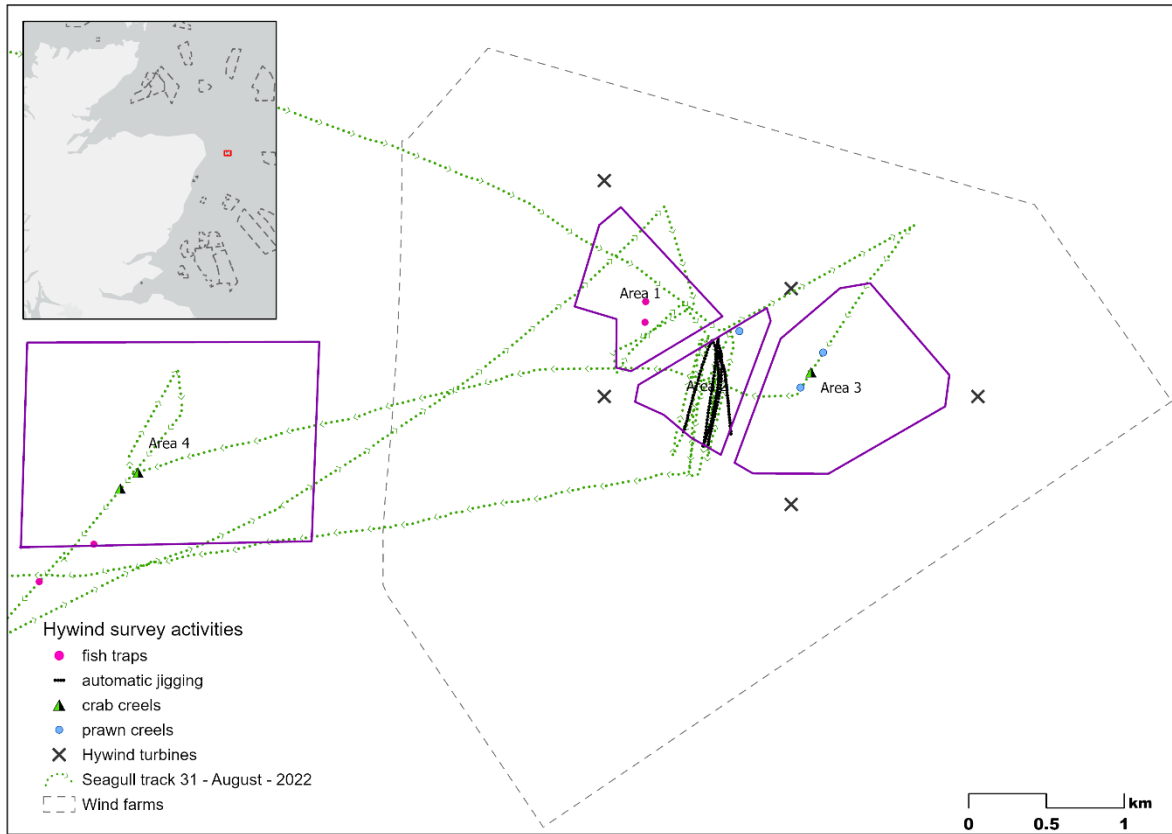 Area 1
Area 2
Area 3
Area 4
Hywind survey activities
fish traps
automatic jigging
crab creels
prawn creels
Hywind turbines
Seagull track 31 - August - 2022
Wind farms
km
0 0.5 1